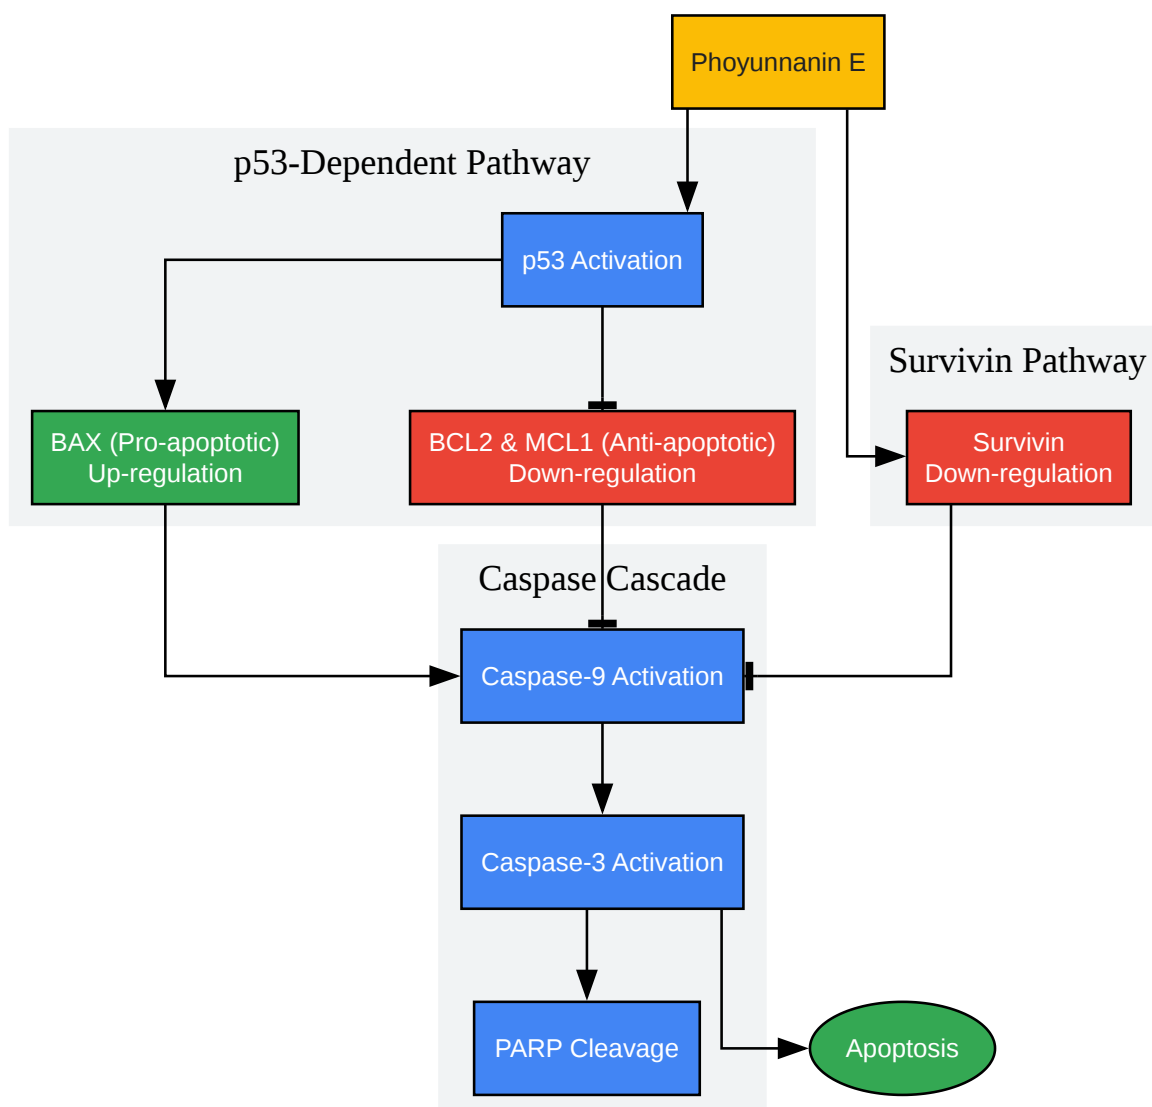 Phoyunnanin E
p53-Dependent Pathway
p53 Activation
Survivin Pathway
BAX (Pro-apoptotic)
Up-regulation
BCL2 & MCL1 (Anti-apoptotic)
Down-regulation
Survivin
Down-regulation
Caspase Cascade
Caspase-9 Activation
Caspase-3 Activation
PARP Cleavage
Apoptosis